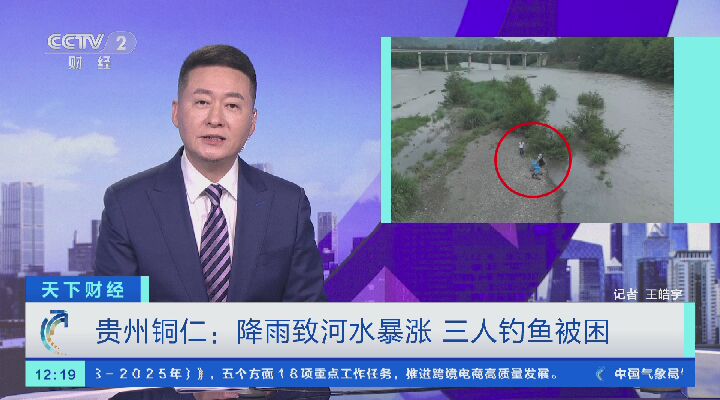 CCTV 2
财经
记者 王皓宇
天下财经
贵州铜仁：降雨致河水暴涨 三人钓鱼被困
12:19
3－2025年）》，五个方面18项重点工作任务，推进跨境电商高质量发展。
中国气象局